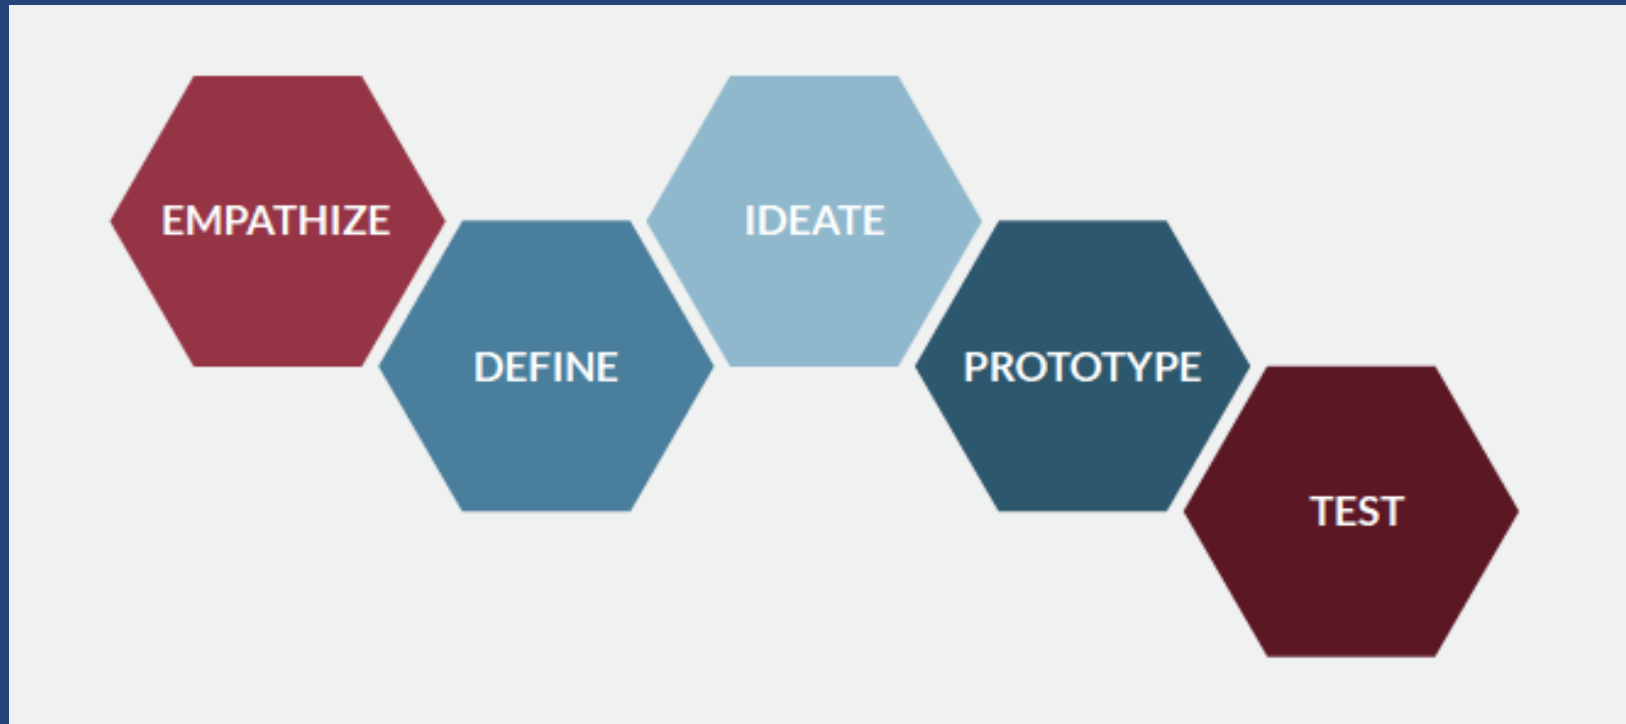 EMPATHIZE
DEFINE
IDEATE
PROTOTYPE
TEST